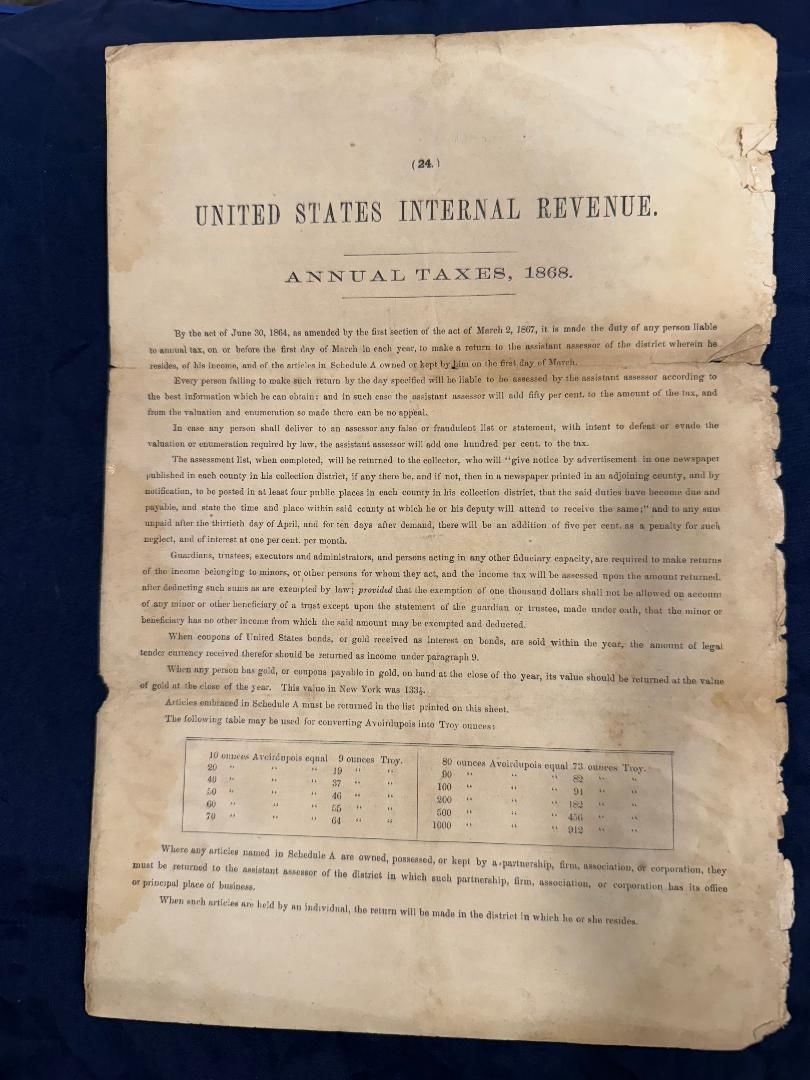 (24.)
UNITED STATES INTERNAL REVENUE.
ANNUAL TAXES, 1868.
By the act of June 30, 1864, as amended by the first section of the act of March 2, 1867, it is made the duty of any person liable
to annual tax, on or before the first day of March in each year, to make a return to the assistant assessor of the district wherein he
resides, of his income, and of the articles in Schedule A owned or kept by him on the first day of March.
Every person failing to make such return by the day specified will be liable to be assessed by the assistant assessor according to
the best information which he can obtain; and in such case the assistant assessor will add fifty per cent. to the amount of the tax, and
from the valuation and enumeration so made there can be no appeal.
In case any person shall deliver to an assessor any false or fraudulent list or statement, with intent to defeat or evade the
valuation or enumeration required by law, the assistant assessor will add one hundred per cent. to the tax.
The assessment list, when completed, will be returned to the collector, who will "give notice by advertisement in one newspaper
published in each county in his collection district, if any there be, and if not, then in a newspaper printed in an adjoining county, and by
notification, to be posted in at least four public places in each county in his collection district, that the said duties have become due and
payable, and state the time and place within said county at which he or his deputy will attend to receive the same;" and to any sum
unpaid after the thirtieth day of April, and for ten days after demand, there will be an addition of five per cent. as a penalty for such
neglect, and of interest at one per cent. per month.
Guardians, trustees, executors and administrators, and persons acting in any other fiduciary capacity, are required to make returns
of the income belonging to minors, or other persons for whom they act, and the income tax will be assessed upon the amount returned,
after deducting such sums as are exempted by law; provided that the exemption of one thousand dollars shall not be allowed on account
of any minor or other beneficiary of a trust except upon the statement of the guardian or trustee, made under oath, that the minor or
beneficiary has no other income from which the said amount may be exempted and deducted.
When coupons of United States bonds, or gold received as interest on bonds, are sold within the year, the amount of legal
tender currency received therefor should be returned as income under paragraph 9.
When any person has gold, or coupons payable in gold, on hand at the close of the year, its value should be returned at the value
of gold at the close of the year. This value in New York was 133¼.
Articles embraced in Schedule A must be returned in the list printed on this sheet.
The following table may be used for converting Avoirdupois into Troy ounces:
10 ounces Avoirdupois equal 9 ounces Troy.
20 " " " 19 " "
40 " " " 37 " "
50 " " " 46 " "
60 " " " 55 " "
70 " " " 64 " "
80 ounces Avoirdupois equal 73 ounces Troy.
90 " " " 82 " "
100 " " " 91 " "
200 " " " 182 " "
500 " " " 456 " "
1000 " " " 912 " "
Where any articles named in Schedule A are owned, possessed, or kept by a partnership, firm, association, or corporation, they
must be returned to the assistant assessor of the district in which such partnership, firm, association, or corporation has its office
or principal place of business.
When such articles are held by an individual, the return will be made in the district in which he or she resides.